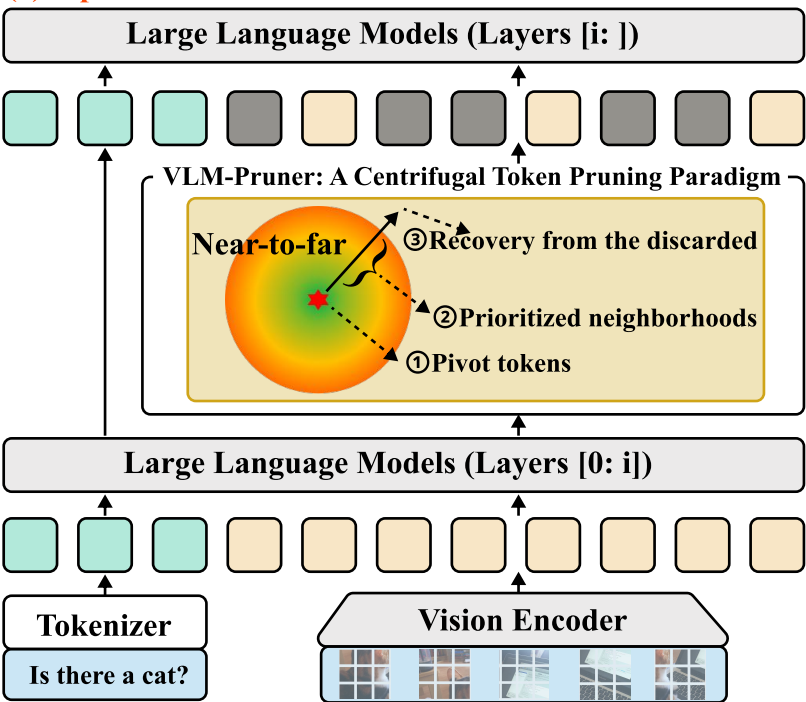 Large Language Models (Layers [i: ])
VLM-Pruner: A Centrifugal Token Pruning Paradigm
Near-to-far
③Recovery from the discarded
②Prioritized neighborhoods
①Pivot tokens
Large Language Models (Layers [0: i])
Tokenizer
Vision Encoder
Is there a cat?